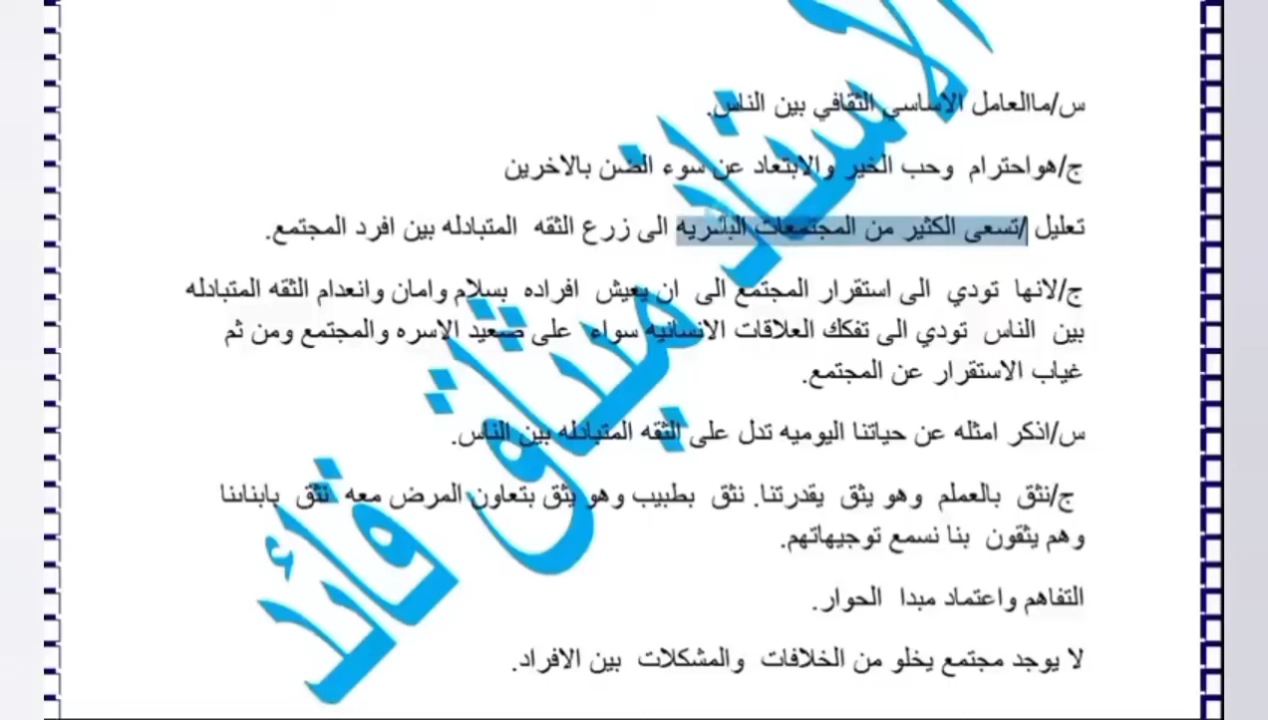 س/ماالعامل الاساسي الثقافي بين الناس.
ج/هواحترام وحب الخير والابتعاد عن سوء الضن بالاخرين
تعليل /تسعى الكثير من المجتمعات البشريه الى زرع الثقه المتبادله بين افرد المجتمع.
ج/لانها تودي الى استقرار المجتمع الى ان يعيش افراده بسلام وامان وانعدام الثقه المتبادله
بين الناس تودي الى تفكك العلاقات الانسانيه سواء على صعيد الاسره والمجتمع ومن ثم
غياب الاستقرار عن المجتمع.
س/اذكر امثله عن حياتنا اليوميه تدل على الثقه المتبادله بين الناس.
ج/نثق بالعملم وهو يثق يقدرتنا. نثق بطبيب وهو يثق بتعاون المرض معه نثق بابنائنا
وهم يثقون بنا نسمع توجيهاتهم.
التفاهم واعتماد مبدا الحوار.
لا يوجد مجتمع يخلو من الخلافات والمشكلات بين الافراد.
الاستاذ ميثاق قائد